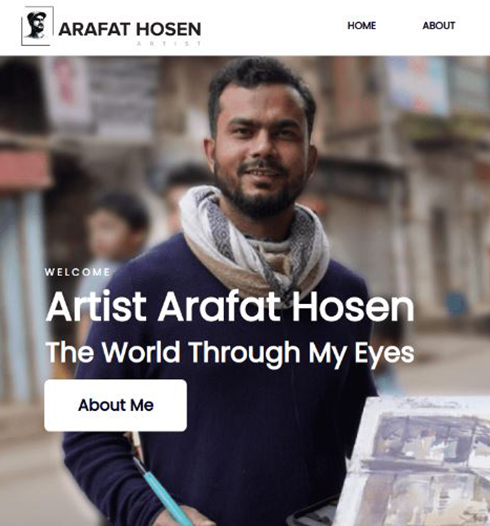 ARAFAT HOSEN
ARTIST
HOME
ABOUT
WELCOME
Artist Arafat Hosen
The World Through My Eyes
About Me